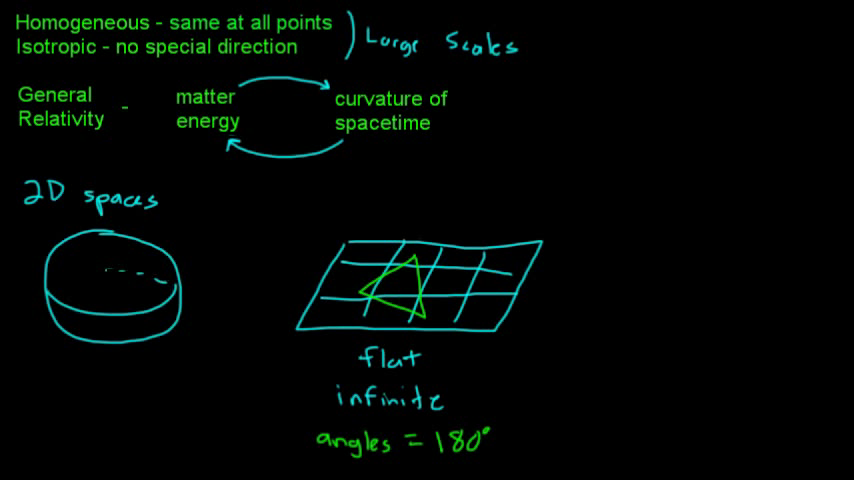 Homogeneous - same at all points
Isotropic - no special direction
Large Scales
General Relativity - matter energy
curvature of spacetime
2D spaces
flat
infinite
angles = 180°